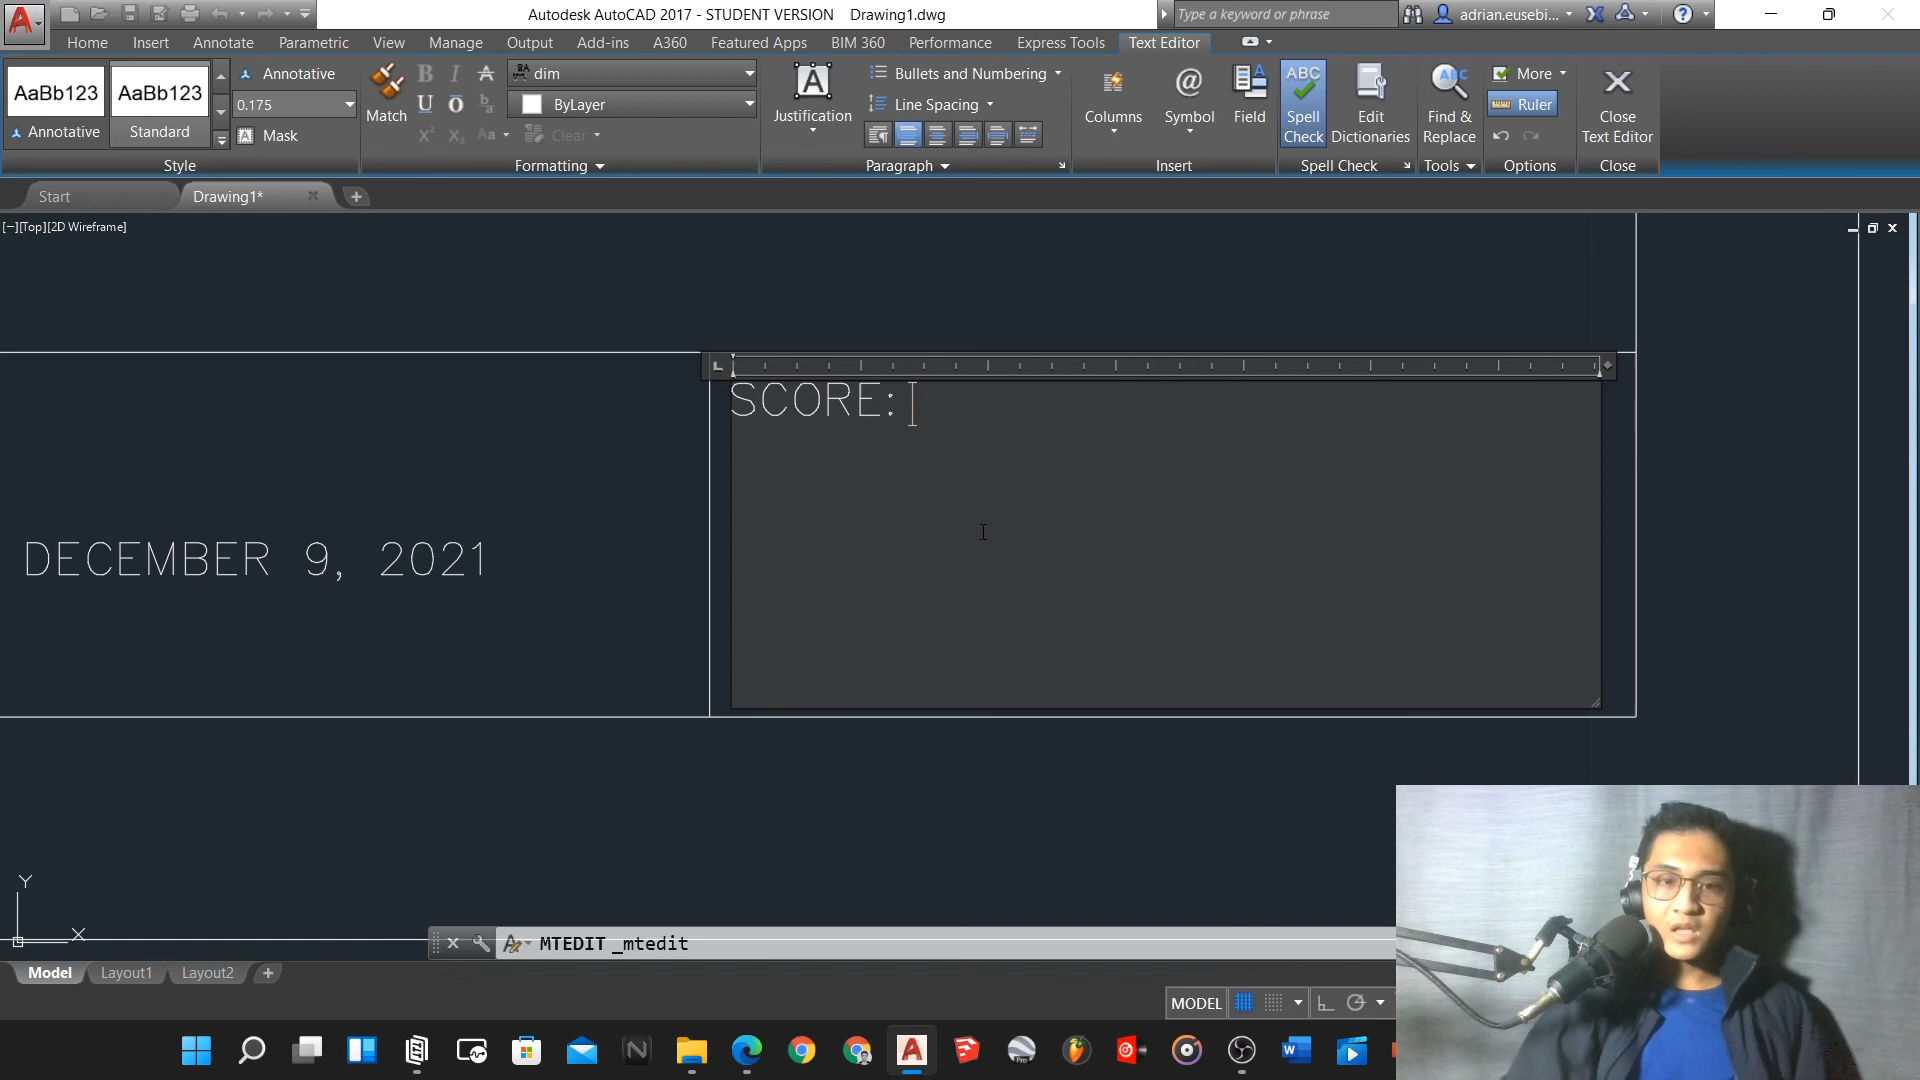 Autodesk AutoCAD 2017 - STUDENT VERSION Drawing1.dwg
Type a keyword or phrase
adrian.eusebi...
Home Insert Annotate Parametric View Manage Output Add-ins A360 Featured Apps BIM 360 Performance Express Tools Text Editor
AaBb123 AaBb123 Annotative
Annotative Standard
0.175
Mask
Style
Match
dim
ByLayer
Clear
Formatting
Justification
Bullets and Numbering
Line Spacing
Paragraph
Columns
Symbol
Field
Insert
ABC
Spell Check
Edit Dictionaries
Spell Check
ABC
Find & Replace
Tools
More
Ruler
Options
Close Text Editor
Close
Start Drawing1*
[−][Top][2D Wireframe]
SCORE:
DECEMBER 9, 2021
Y
X
MTEDIT _mtedit
Model Layout1 Layout2
MODEL